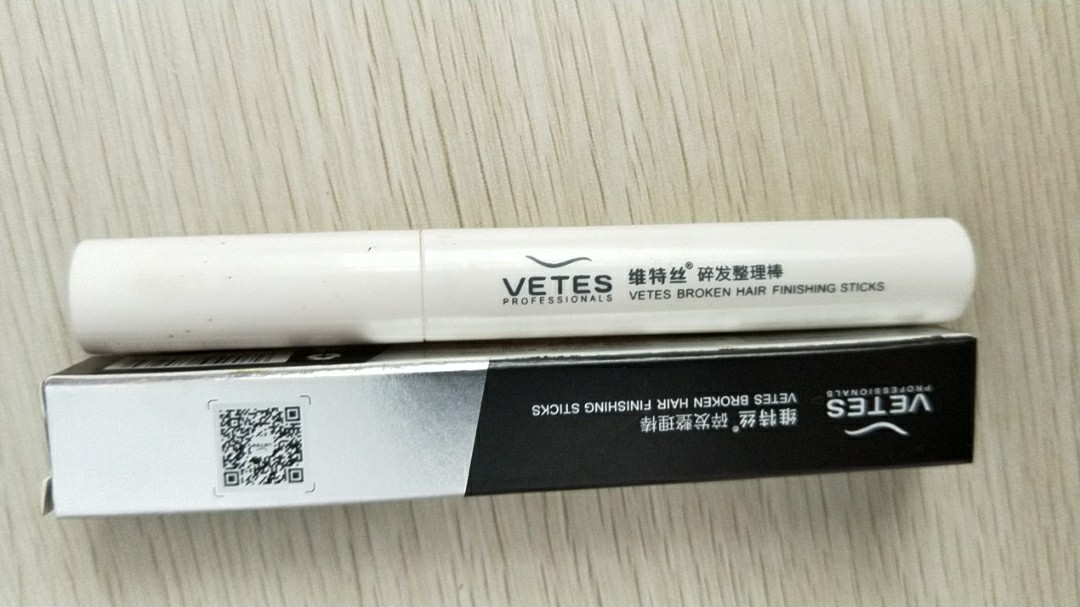 VETES
PROFESSIONALS
维特丝® 碎发整理棒
VETES BROKEN HAIR FINISHING STICKS
VETES
PROFESSIONALS
维特丝®碎发整理棒
VETES BROKEN HAIR FINISHING STICKS